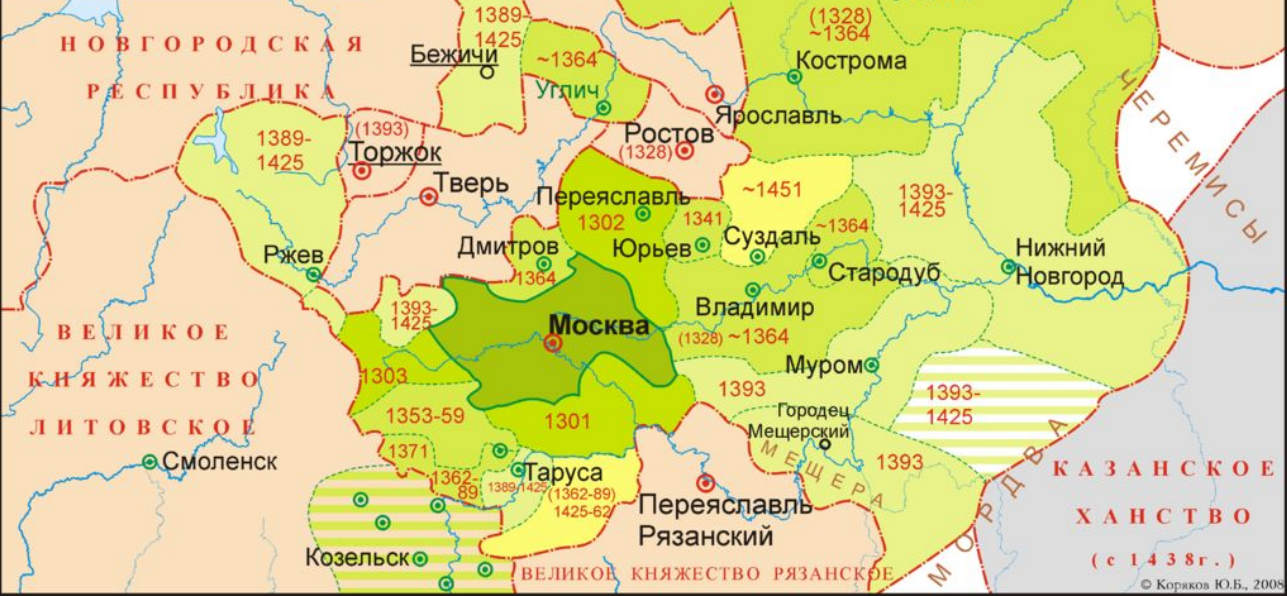 1389-
1425
(1328)
~1364
НОВГОРОДСКАЯ
РЕСПУБЛИКА
Бежичи
~1364
Углич
Кострома
Ярославль
ЧЕРЕМИСЫ
1389-
1425
(1393)
Торжок
Тверь
Ростов
(1328)
Переяславль
1302
1341
Юрьев
~1451
Суздаль
~1364
Стародуб
1393-
1425
Нижний
Новгород
Ржев
Дмитров
1364
Владимир
(1328) ~1364
1393-
1425
Москва
ВЕЛИКОЕ
КНЯЖЕСТВО
ЛИТОВСКОЕ
1303
1353-59
1301
1371
1362-
89
1389-1425
Таруса
(1362-89)
1425-62
Муром
1393
1393-
1425
Городец
Мещерский
МЕЩЕРА
1393
МОРДВА
Смоленск
Козельск
Переяславль
Рязанский
ВЕЛИКОЕ КНЯЖЕСТВО РЯЗАНСКОЕ
КАЗАНСКОЕ
ХАНСТВО
(с 1438г.)
© Коряков Ю.Б., 2008